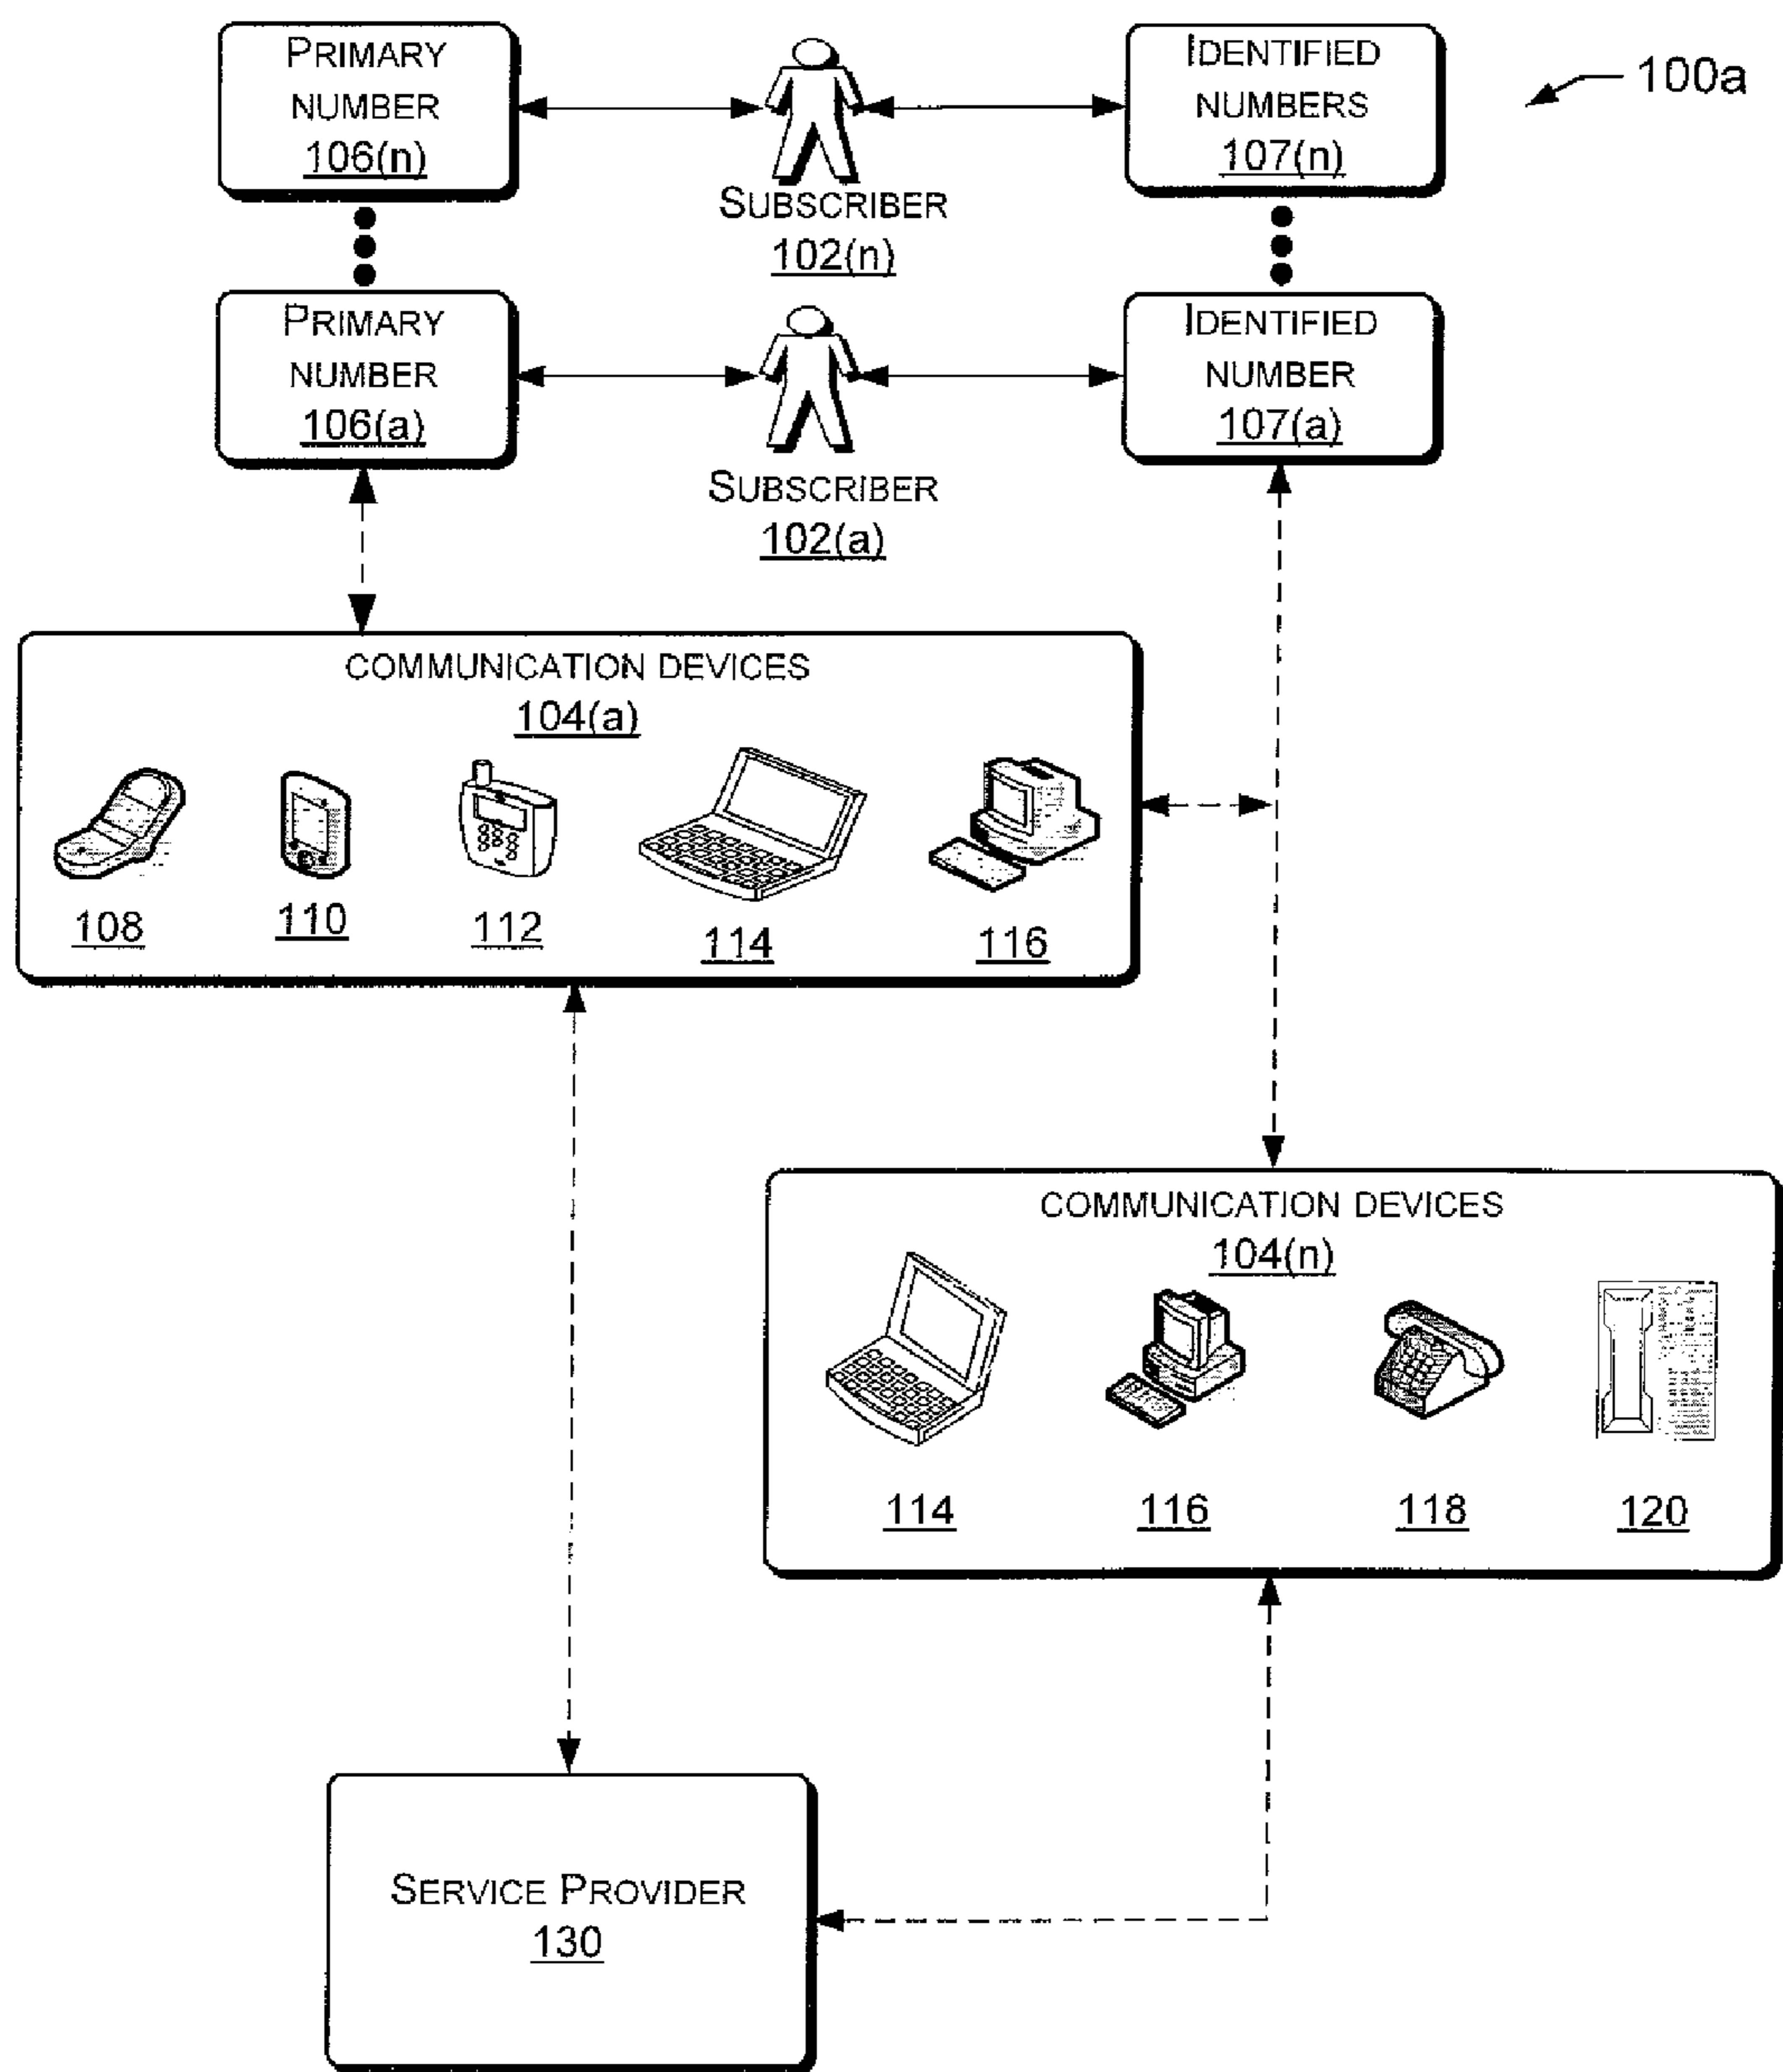 PRIMARY
NUMBER
106(n)
SUBSCRIBER
102(n)
IDENTIFIED
NUMBERS
107(n)
100a
PRIMARY
NUMBER
106(a)
SUBSCRIBER
102(a)
IDENTIFIED
NUMBER
107(a)
COMMUNICATION DEVICES
104(a)
108
110
112
114
116
COMMUNICATION DEVICES
104(n)
114
116
118
120
SERVICE PROVIDER
130